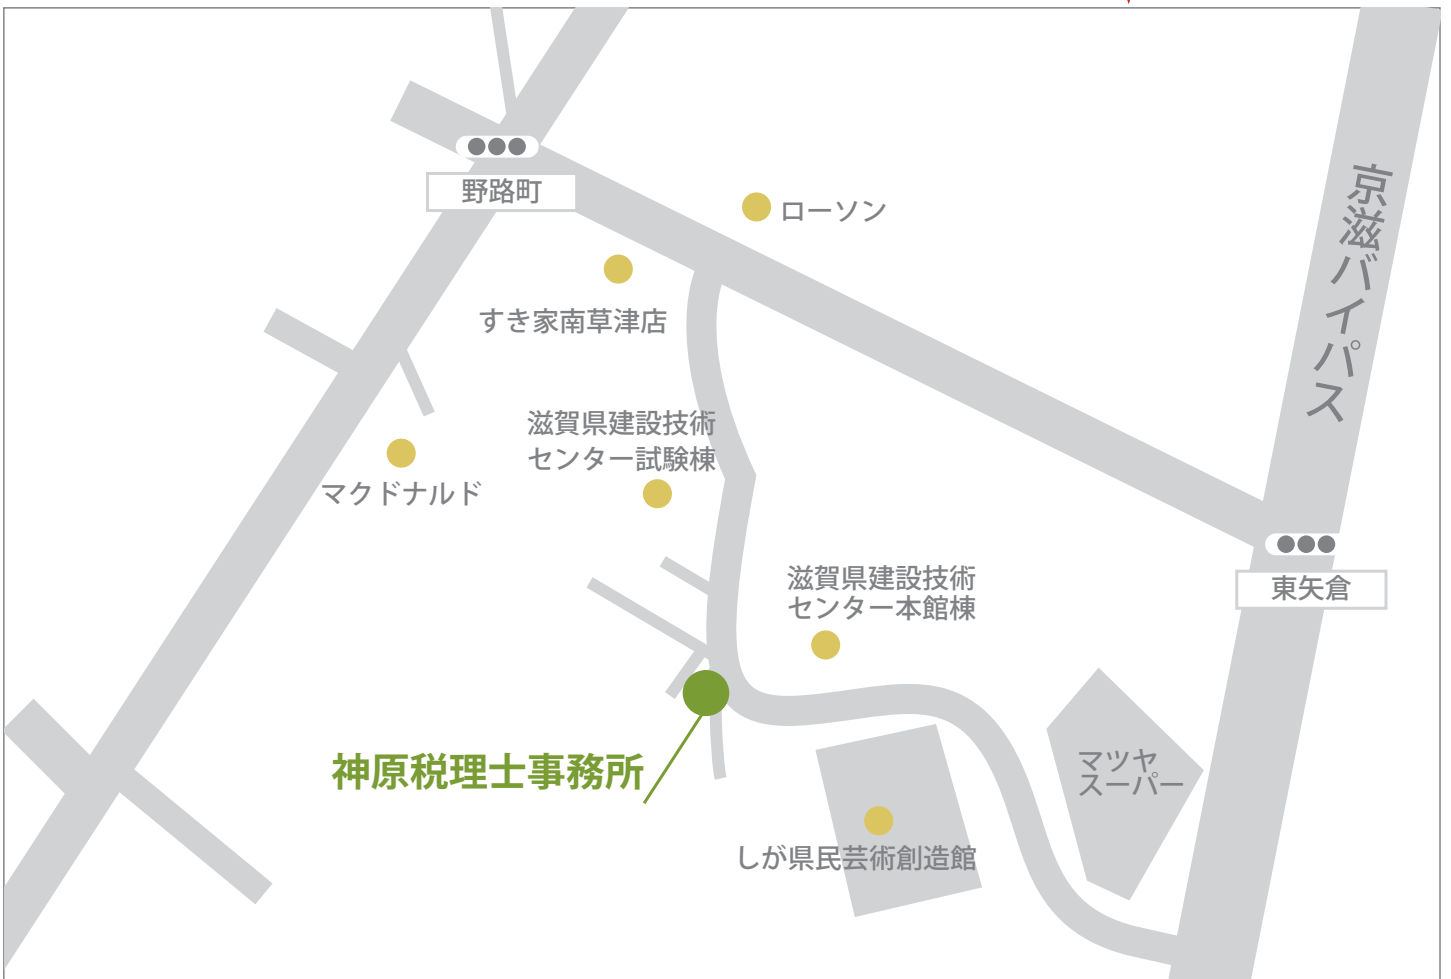 野路町
ローソン
京滋バイパス
すき家南草津店
滋賀県建設技術
センター試験棟
マクドナルド
滋賀県建設技術
センター本館棟
東矢倉
神原税理士事務所
マツヤ
スーパー
しが県民芸術創造館